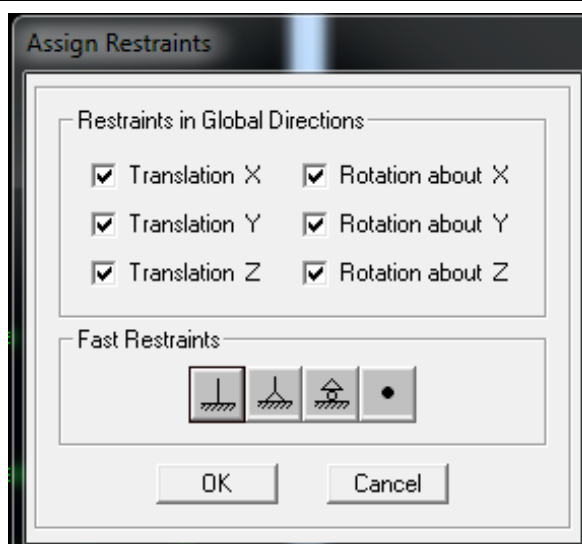 Assign Restraints
Restraints in Global Directions
Translation X Rotation about X
Translation Y Rotation about Y
Translation Z Rotation about Z
Fast Restraints
OK Cancel